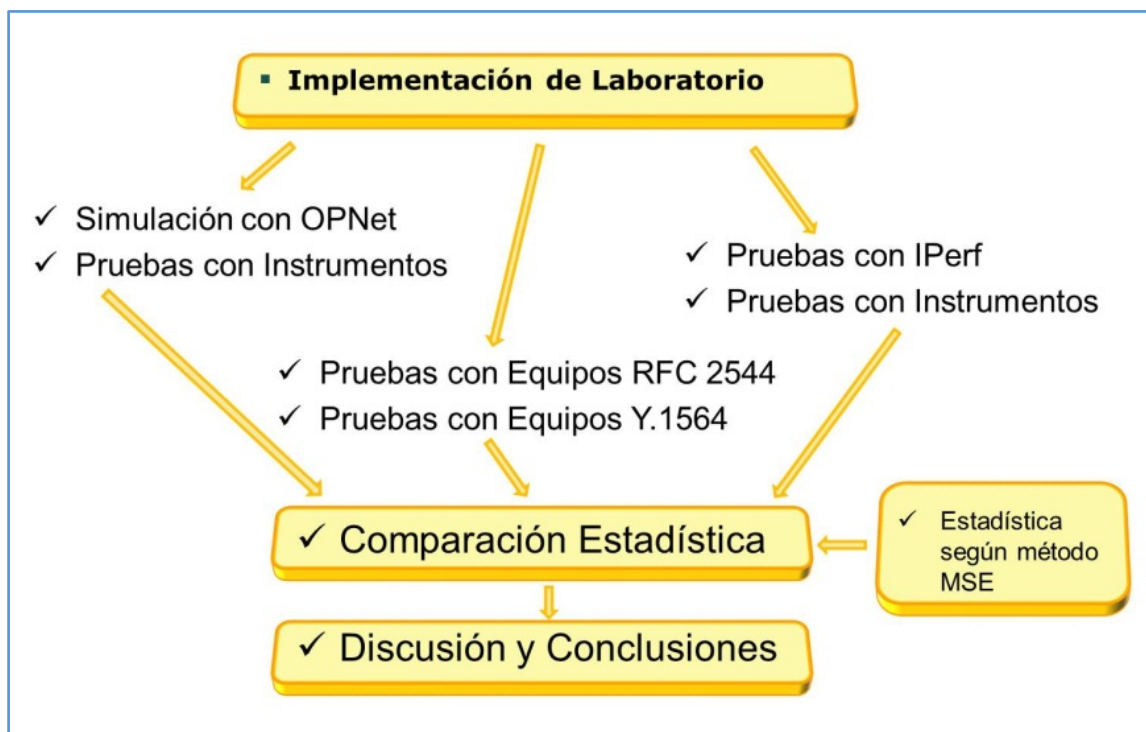 ▪ Implementación de Laboratorio
✓ Simulación con OPNet
✓ Pruebas con Instrumentos
✓ Pruebas con IPerf
✓ Pruebas con Instrumentos
✓ Pruebas con Equipos RFC 2544
✓ Pruebas con Equipos Y.1564
✓ Comparación Estadística
✓ Estadística
según método
MSE
✓ Discusión y Conclusiones